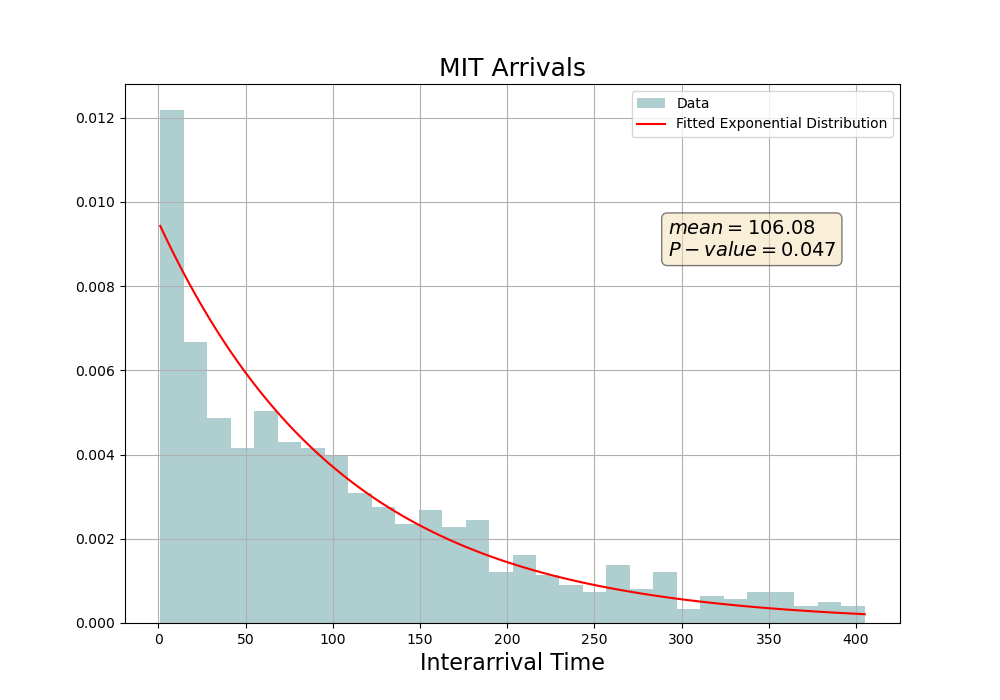 MIT Arrivals
Data
Fitted Exponential Distribution
mean = 106.08
P − value = 0.047
0.012
0.010
0.008
0.006
0.004
0.002
0.000
0 50 100 150 200 250 300 350 400
Interarrival Time